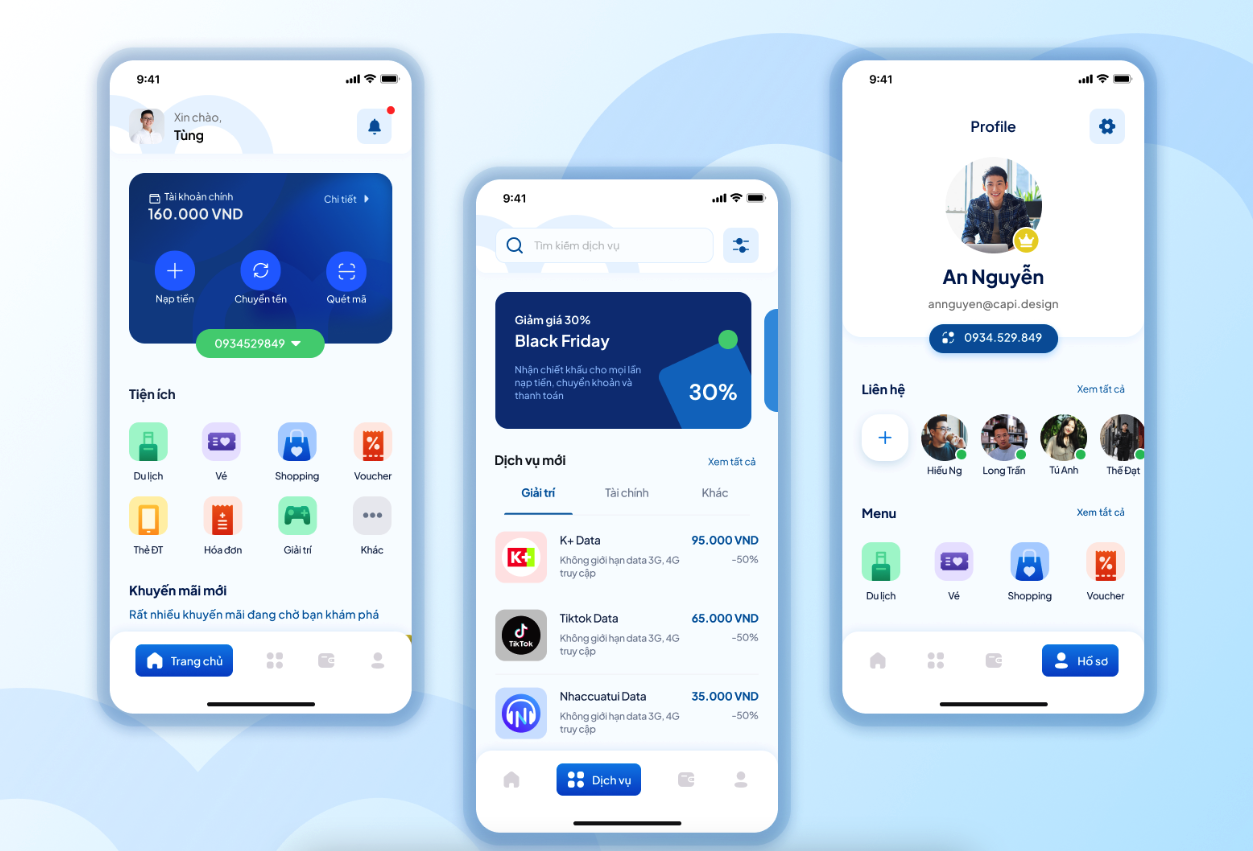 9:41
Xin chào,
Tùng
Tài khoản chính
160.000 VND
Chi tiết
Nạp tiền
Chuyển tền
Quét mã
0934529849
Tiện ích
Du lịch
Vé
Shopping
Voucher
Thẻ ĐT
Hóa đơn
Giải trí
Khác
Khuyến mãi mới
Rất nhiều khuyến mãi đang chờ bạn khám phá
Trang chủ
9:41
Tìm kiếm dịch vụ
Giảm giá 30%
Black Friday
Nhận chiết khấu cho mọi lần
nạp tiền, chuyển khoản và
thanh toán
30%
Dịch vụ mới
Xem tất cả
Giải trí
Tài chính
Khác
K+
K+ Data
95.000 VND
Không giới hạn data 3G, 4G
truy cập
-50%
TikTok
Tiktok Data
65.000 VND
Không giới hạn data 3G, 4G
truy cập
-50%
Nhaccuatui Data
35.000 VND
Không giới hạn data 3G, 4G
truy cập
-50%
Dịch vụ
9:41
Profile
An Nguyễn
annguyen@capi.design
0934.529.849
Liên hệ
Xem tất cả
Hiếu Ng
Long Trần
Tú Anh
Thế Đạt
Menu
Xem tất cả
Du lịch
Vé
Shopping
Voucher
Hồ sơ